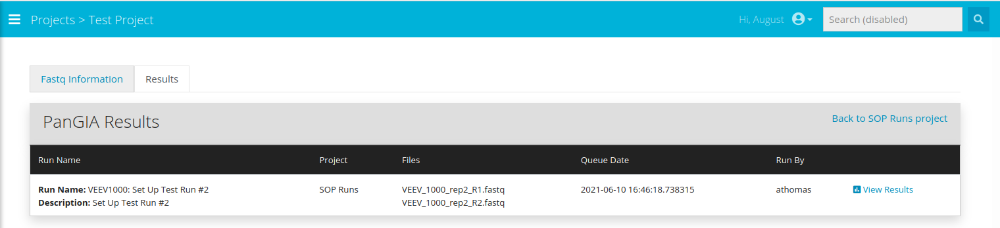 Projects > Test Project
Hi, August
Search (disabled)
Fastq Information
Results
PanGIA Results
Back to SOP Runs project
Run Name Project Files Queue Date Run By
Run Name: VEEV1000: Set Up Test Run #2 SOP Runs VEEV_1000_rep2_R1.fastq 2021-06-10 16:46:18.738315 athomas View Results
Description: Set Up Test Run #2 VEEV_1000_rep2_R2.fastq